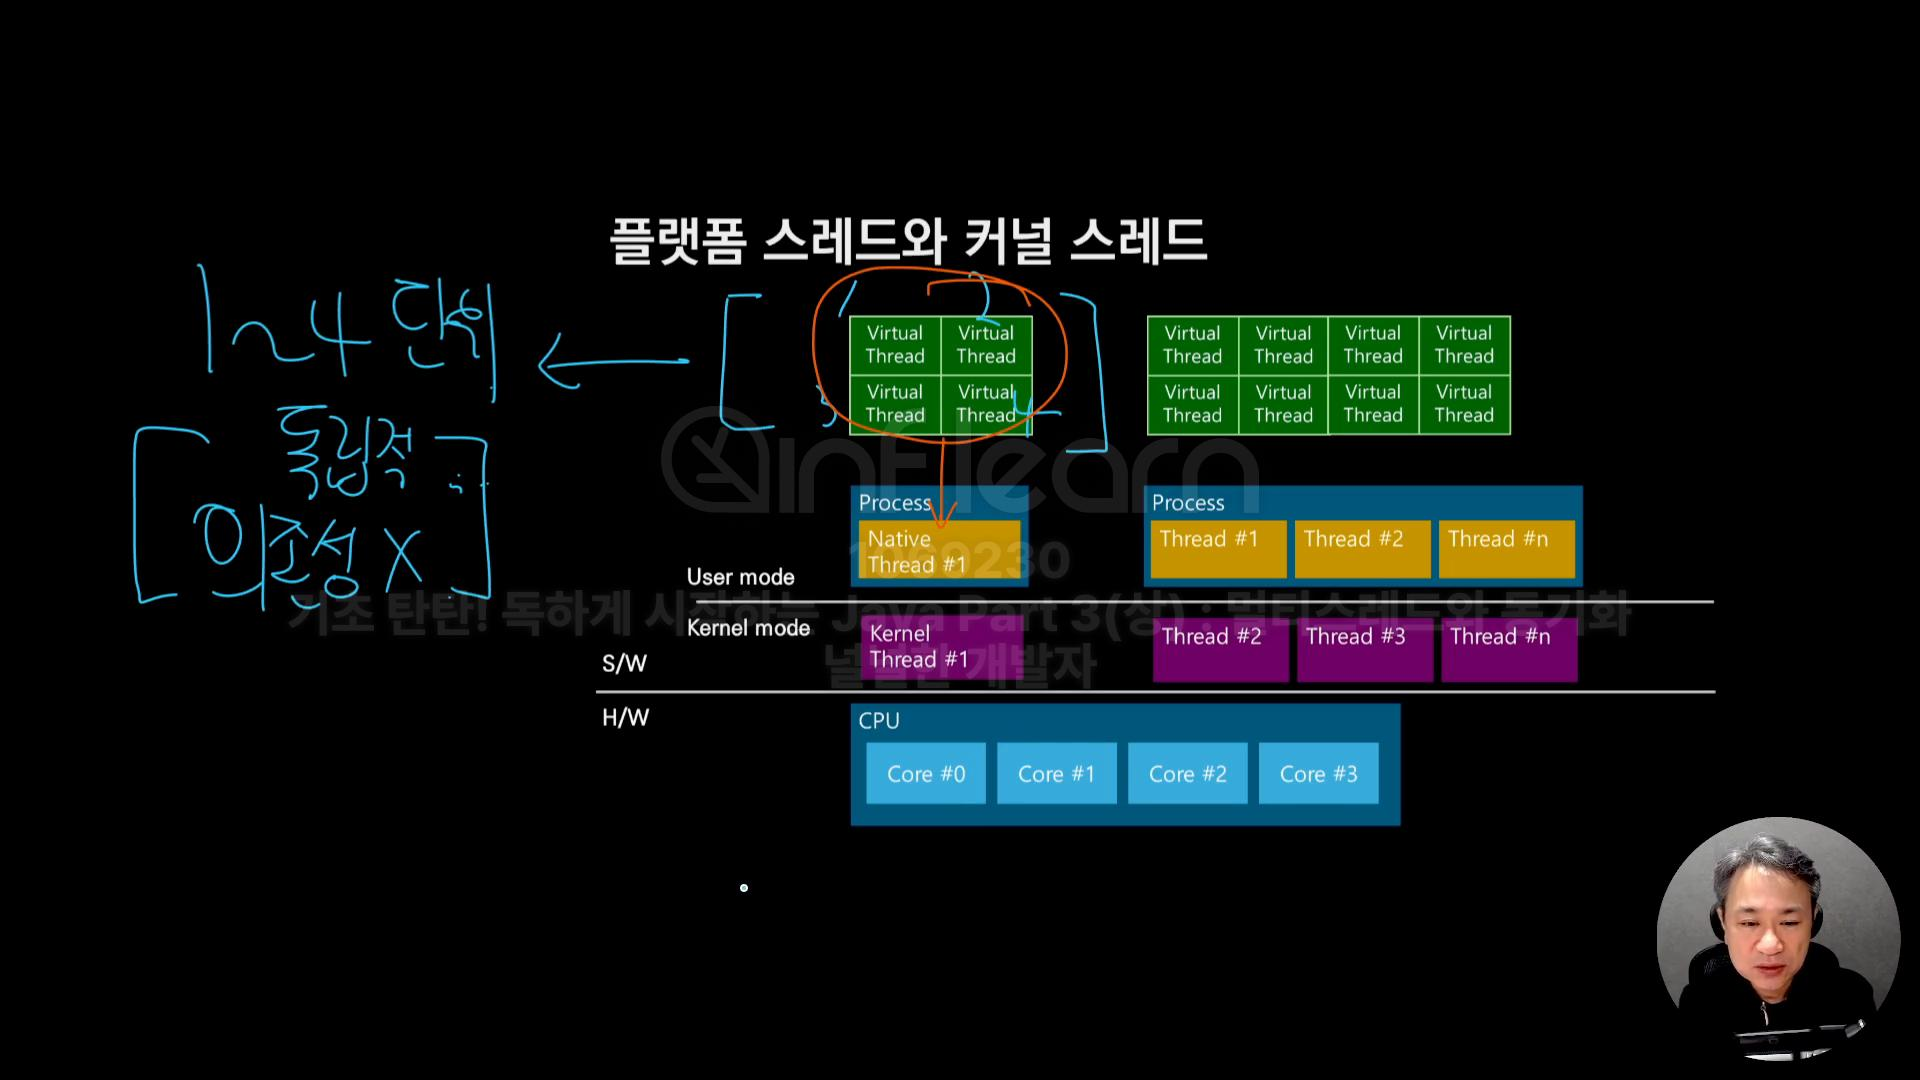 플랫폼 스레드와 커널 스레드
1~4 단위
독립적
의존성 X
1 2
3 4
Virtual Thread Virtual Thread
Virtual Thread Virtual Thread
Virtual Thread Virtual Thread Virtual Thread Virtual Thread
Virtual Thread Virtual Thread Virtual Thread Virtual Thread
inflearn
Process
Native
Thread #1
Process
Thread #1 Thread #2 Thread #n
1069230
User mode
기초 탄탄! 독하게 시작하는 Java Part 3(상) : 멀티스레드와 동기화
널널한 개발자
Kernel mode
Kernel
Thread #1
Thread #2 Thread #3 Thread #n
S/W
H/W
CPU
Core #0 Core #1 Core #2 Core #3